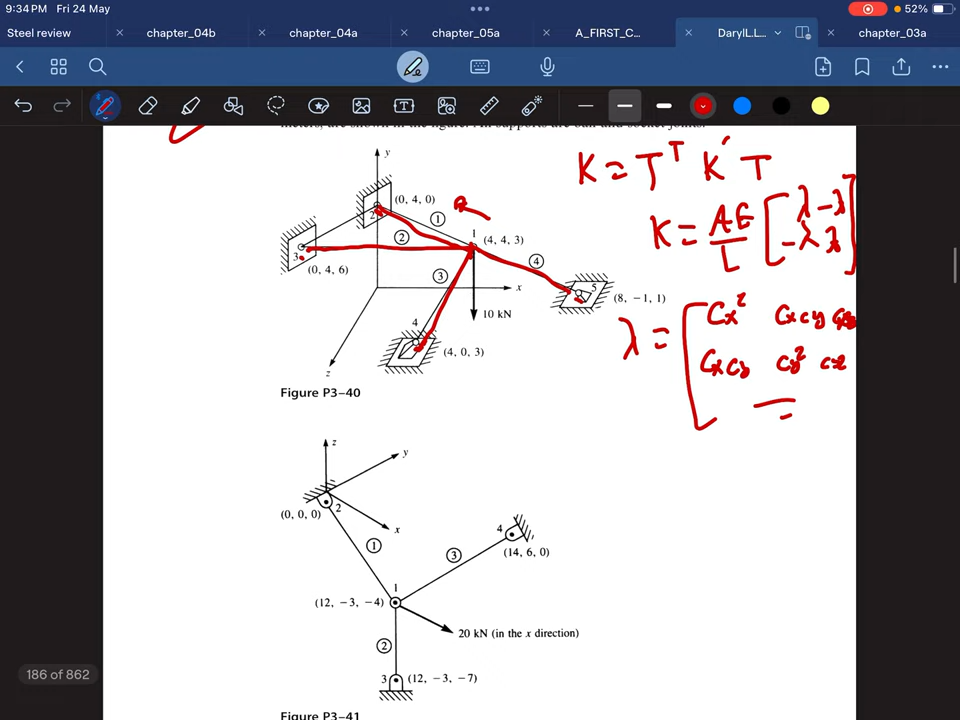 9:34 PM Fri 24 May
52%
Steel review
chapter_04b
chapter_04a
chapter_05a
A_FIRST_C...
DarylL.L...
chapter_03a
meters, are shown in the figure. All supports are ball-and-socket joints.
y
(0, 4, 0)
2
1
1
(4, 4, 3)
2
3
(0, 4, 6)
3
4
5
x
(8, -1, 1)
10 kN
4
(4, 0, 3)
z
Figure P3–40
K = Tᵀ K′ T
K = AE/L [ λ -λ
-λ λ ]
λ = [ Cx² CxCy
CxCy Cy²
z
y
2
(0, 0, 0)
x
1
4
3
(14, 6, 0)
1
(12, -3, -4)
20 kN (in the x direction)
2
3
(12, -3, -7)
186 of 862
Figure P3–41